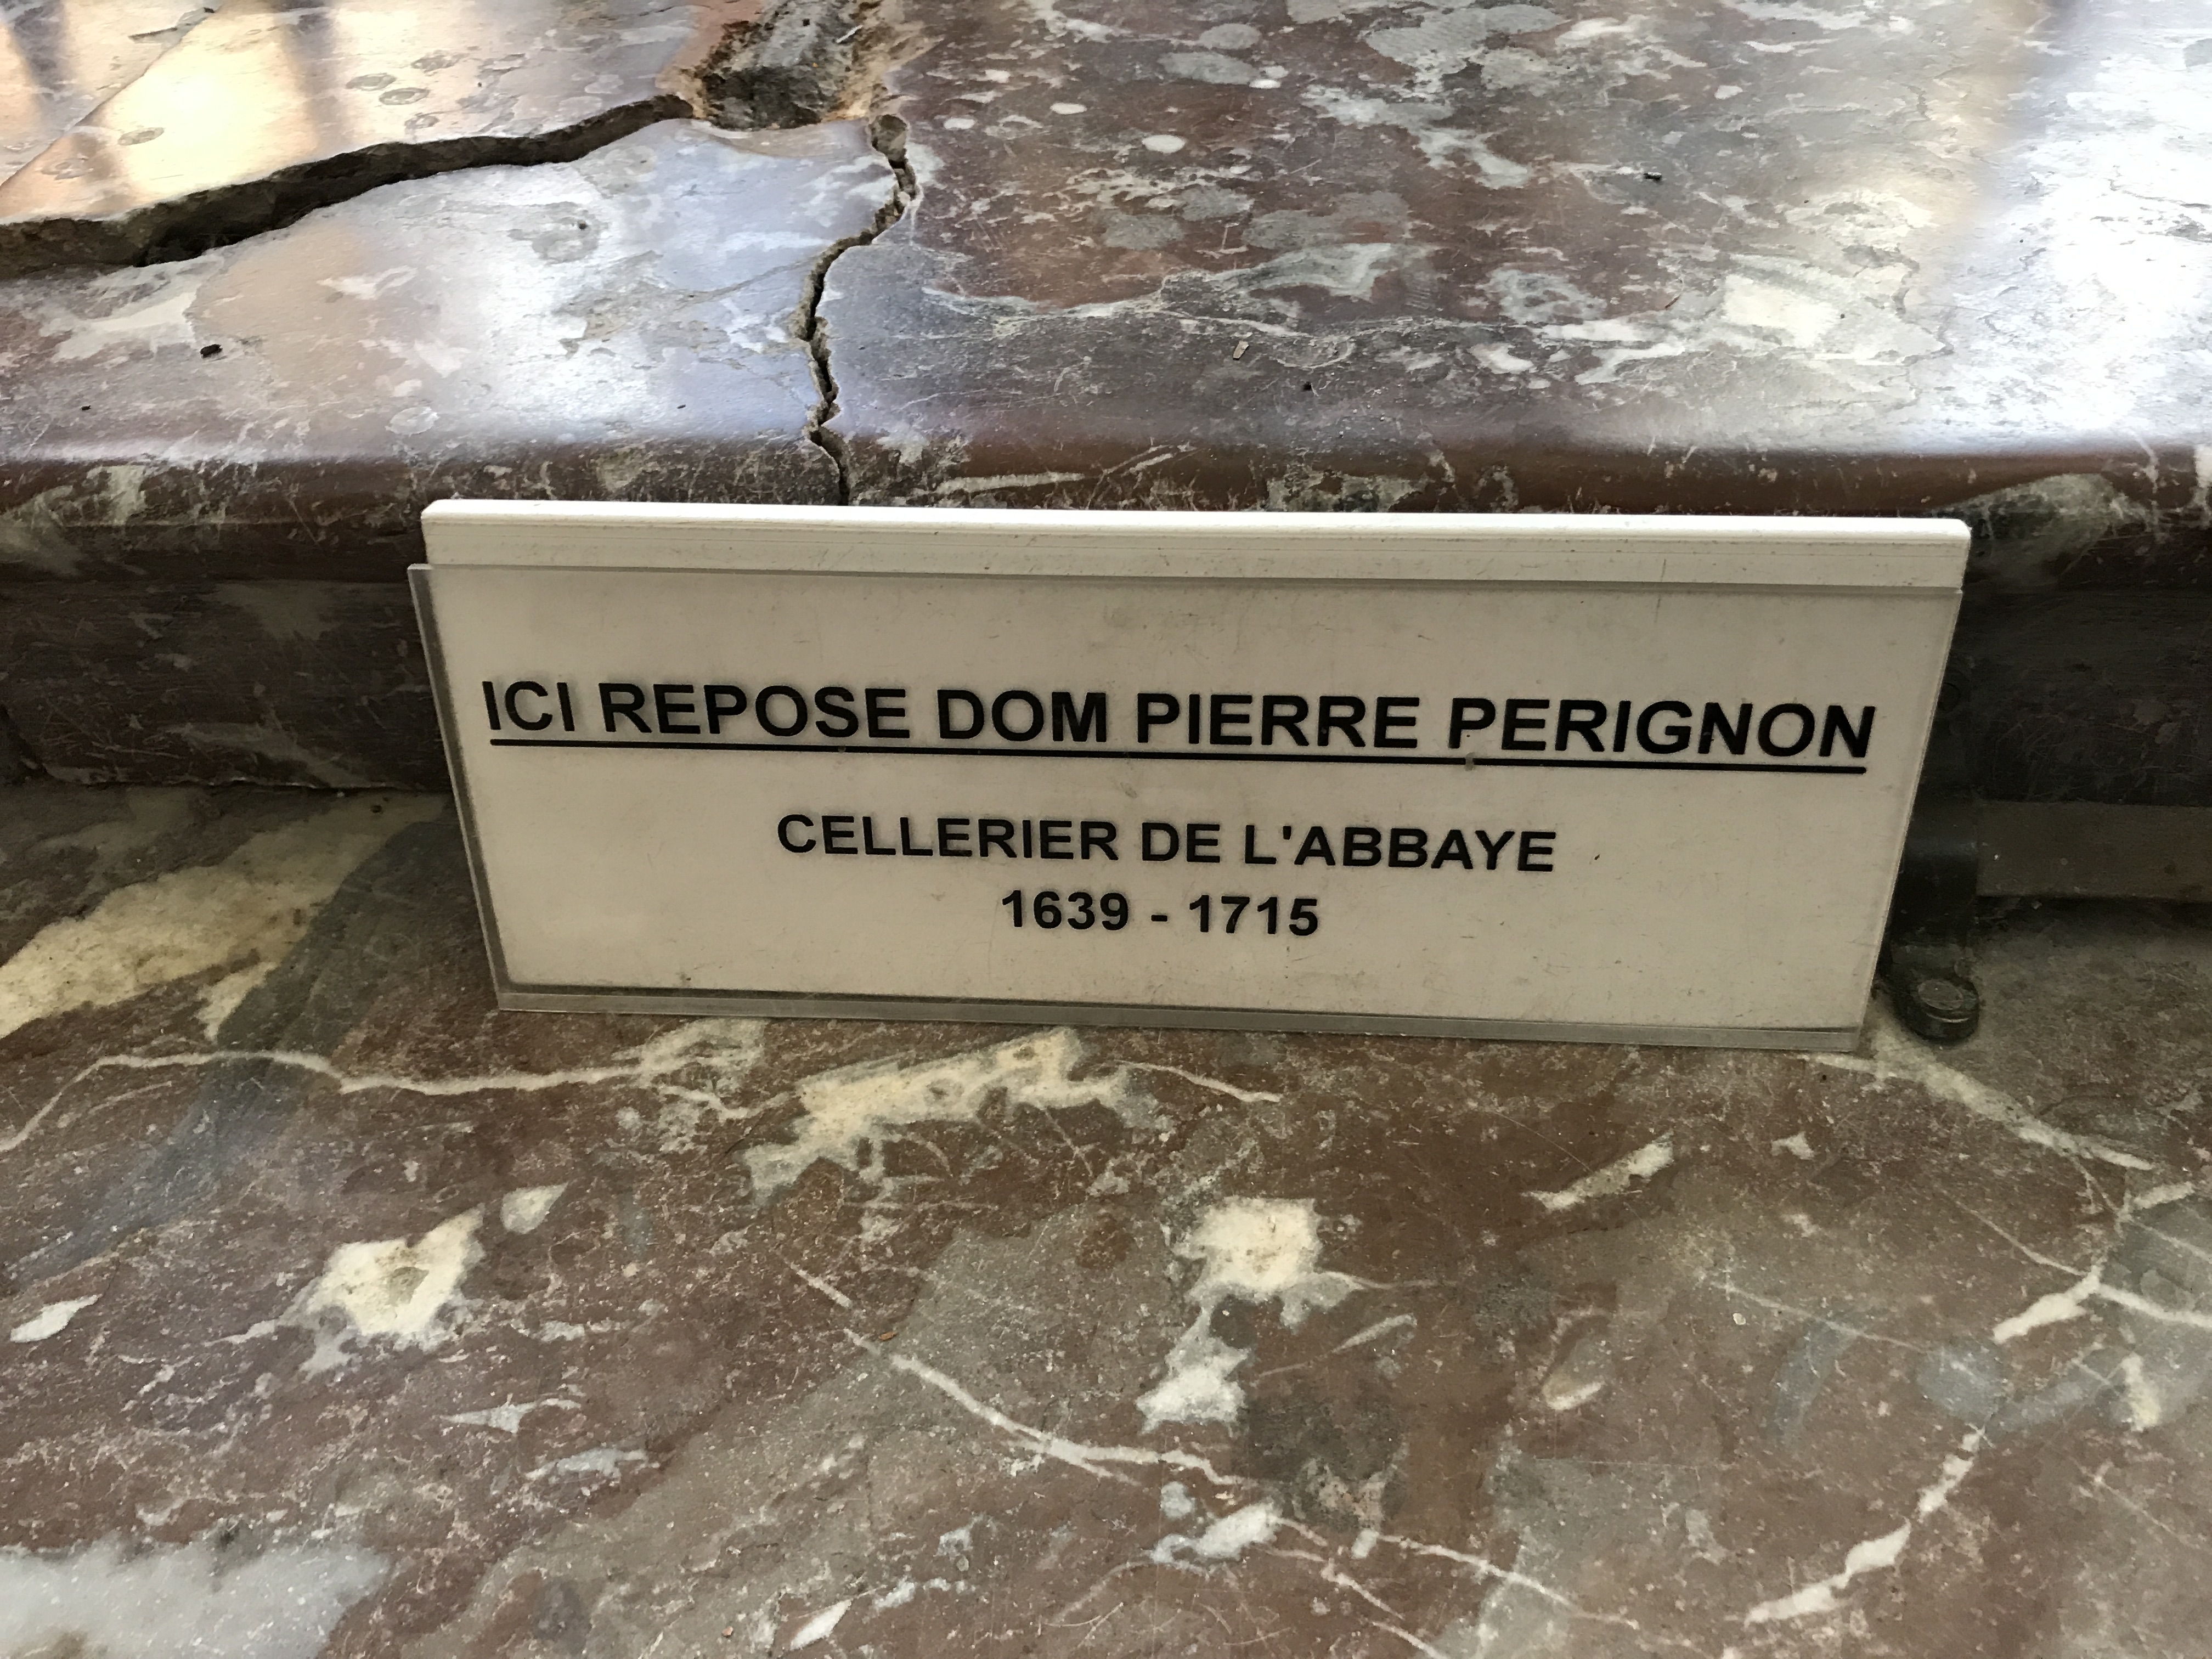 ICI REPOSE DOM PIERRE PERIGNON
CELLERIER DE L'ABBAYE
1639 - 1715